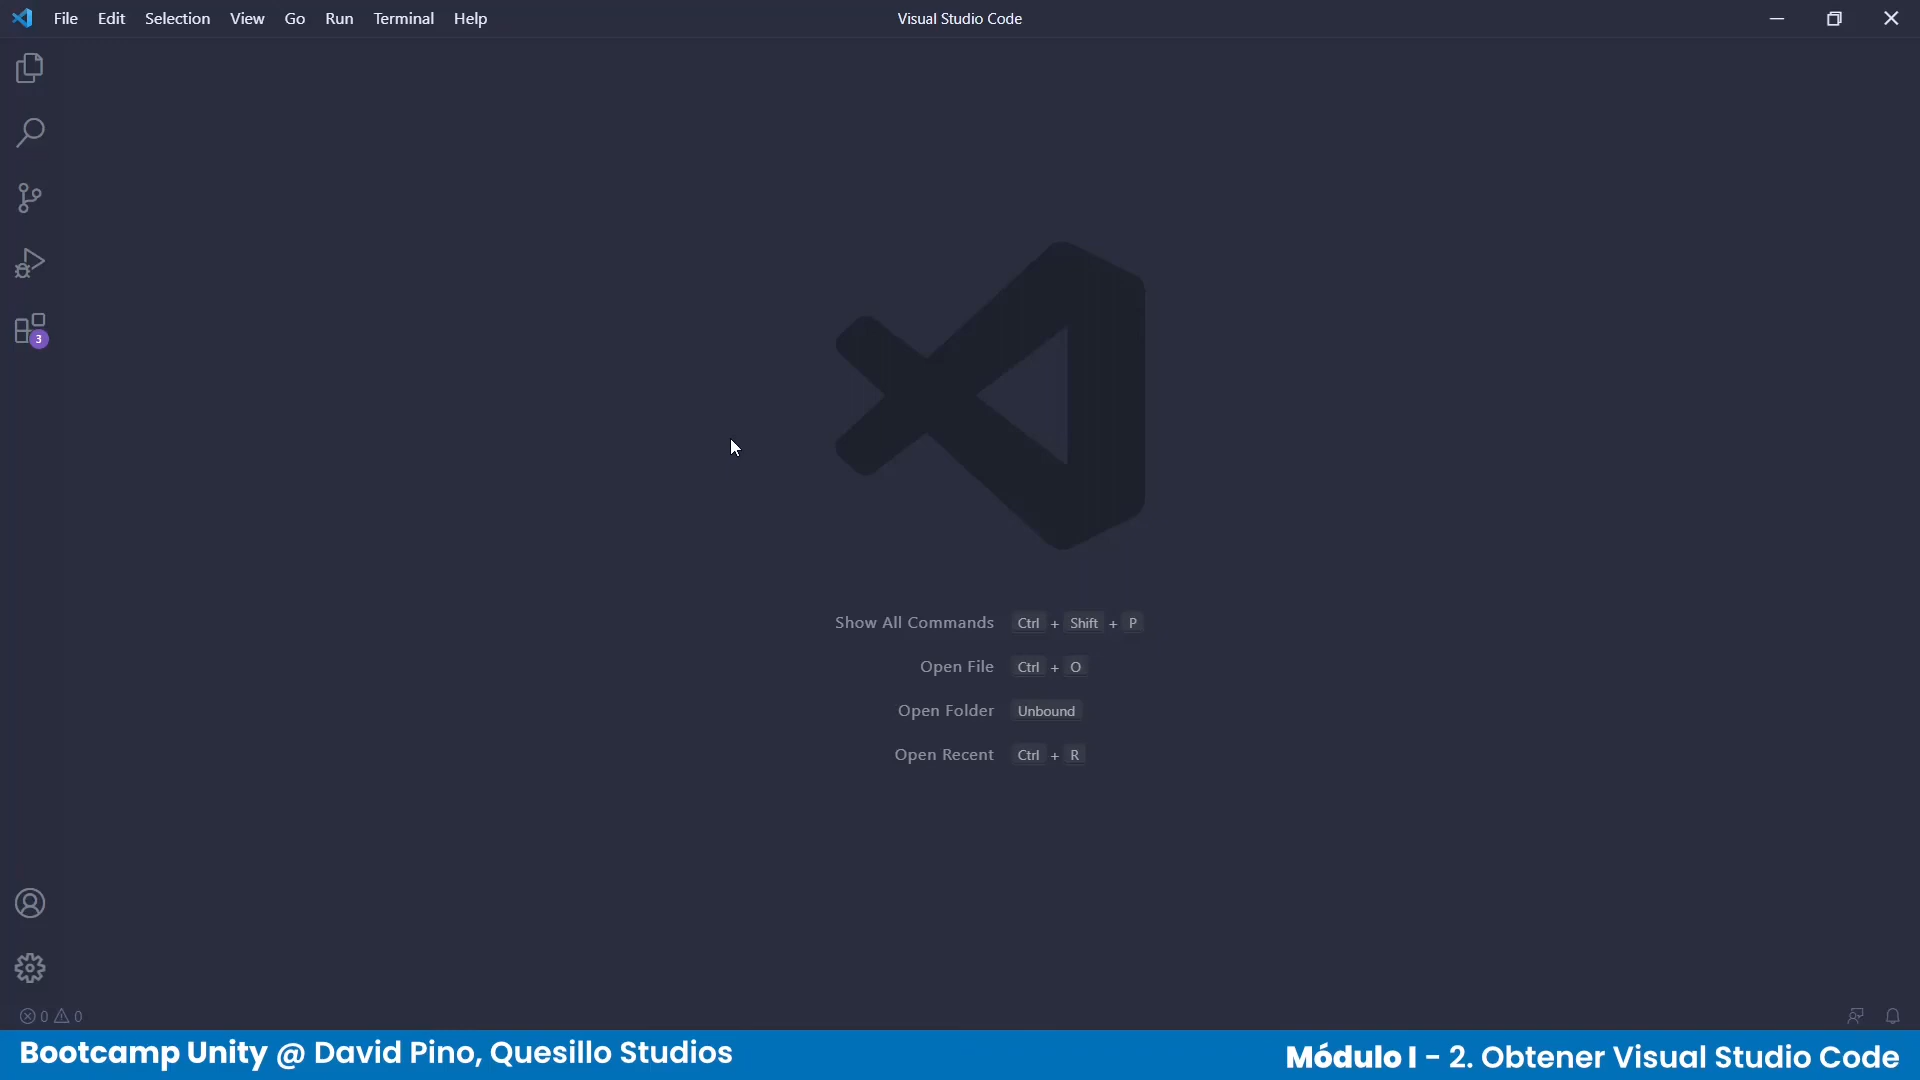 File Edit Selection View Go Run Terminal Help
Visual Studio Code
3
Show All Commands Ctrl + Shift + P
Open File Ctrl + O
Open Folder Unbound
Open Recent Ctrl + R
0 0
Bootcamp Unity @ David Pino, Quesillo Studios
Módulo I - 2. Obtener Visual Studio Code